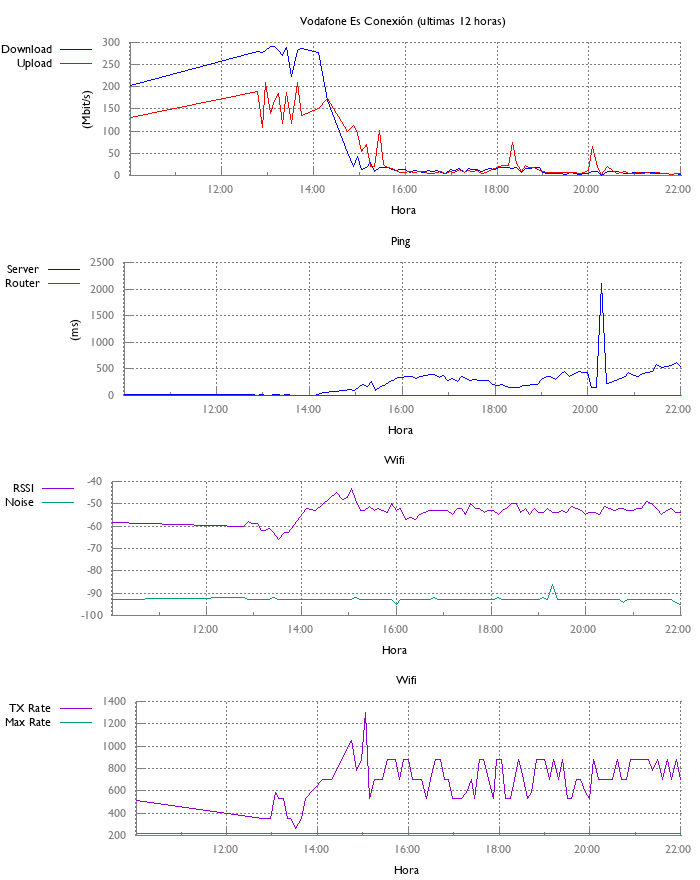 Vodafone Es Conexión (ultimas 12 horas)
Download
Upload
(Mbit/s)
300
250
200
150
100
50
0
12:00 14:00 16:00 18:00 20:00 22:00
Hora
Ping
Server
Router
(ms)
2500
2000
1500
1000
500
0
12:00 14:00 16:00 18:00 20:00 22:00
Hora
Wifi
RSSI
Noise
-40
-50
-60
-70
-80
-90
-100
12:00 14:00 16:00 18:00 20:00 22:00
Hora
Wifi
TX Rate
Max Rate
1400
1200
1000
800
600
400
200
12:00 14:00 16:00 18:00 20:00 22:00
Hora